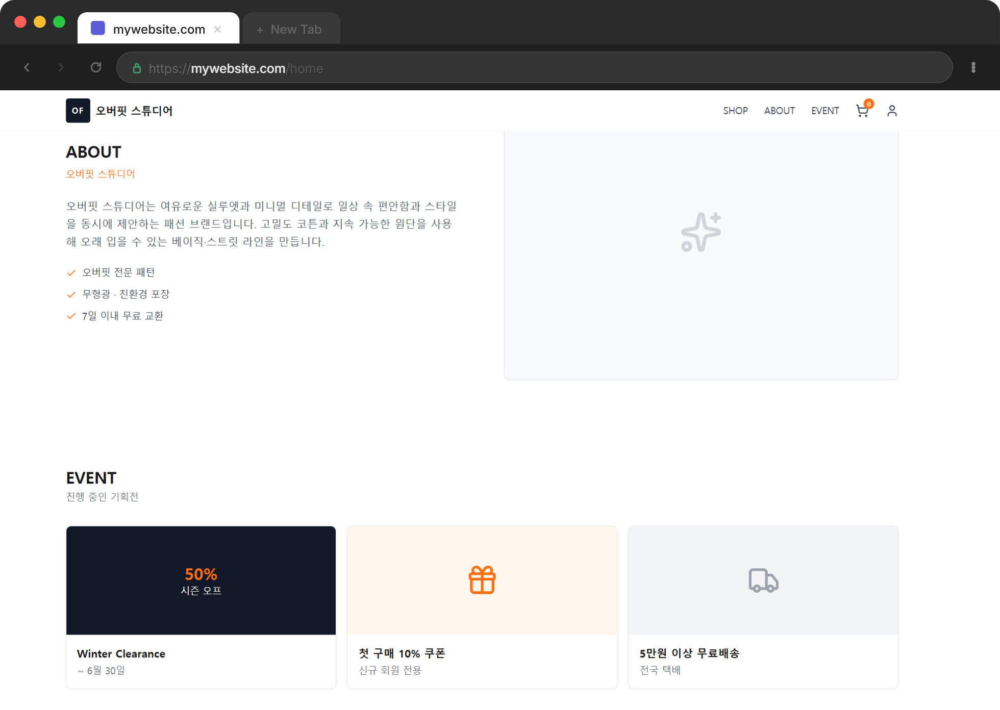 mywebsite.com
+ New Tab
https://mywebsite.com/home
OF 오버핏 스튜디어
SHOP ABOUT EVENT 0
ABOUT
오버핏 스튜디어
오버핏 스튜디어는 여유로운 실루엣과 미니멀 디테일로 일상 속 편안함과 스타일
을 동시에 제안하는 패션 브랜드입니다. 고밀도 코튼과 지속 가능한 원단을 사용
해 오래 입을 수 있는 베이직·스트릿 라인을 만듭니다.
오버핏 전문 패턴
무형광 · 친환경 포장
7일 이내 무료 교환
EVENT
진행 중인 기획전
50%
시즌 오프
Winter Clearance
~ 6월 30일
첫 구매 10% 쿠폰
신규 회원 전용
5만원 이상 무료배송
전국 택배